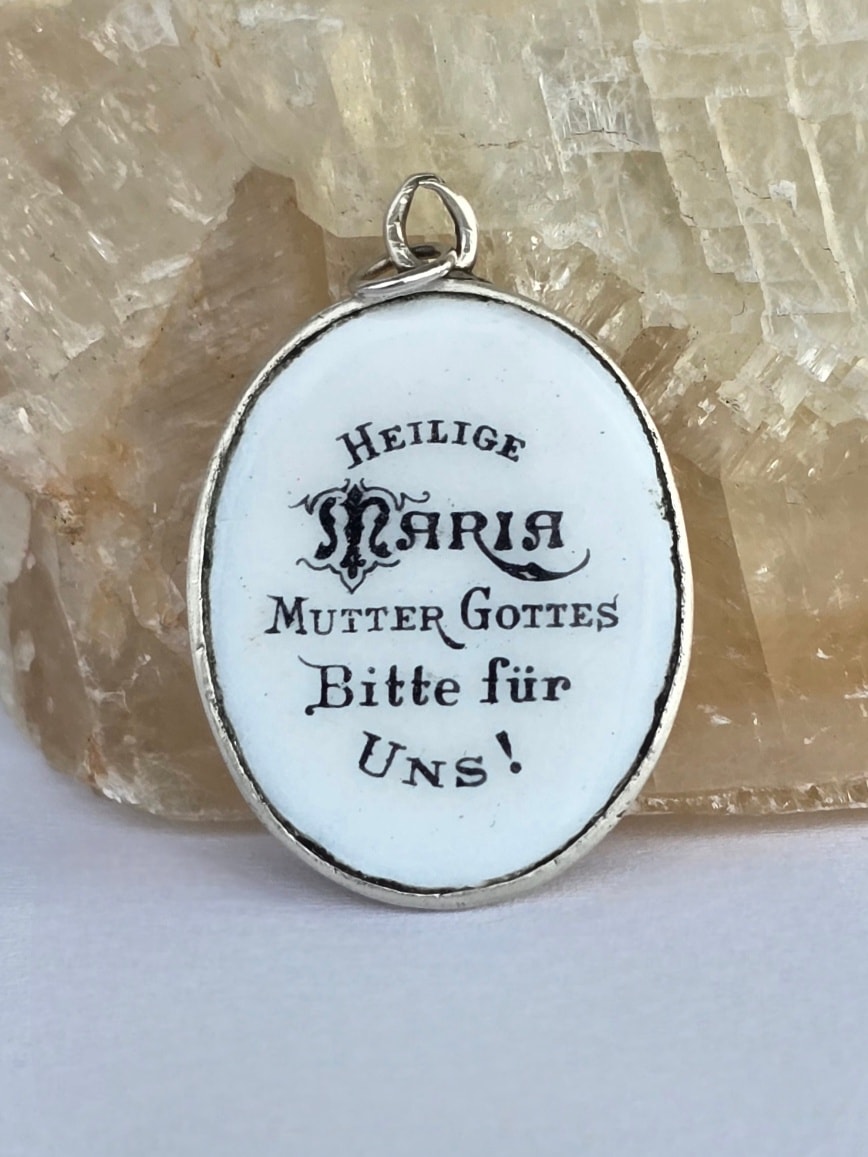 HEILIGE
MARIA
MUTTER GOTTES
Bitte für
UNS!